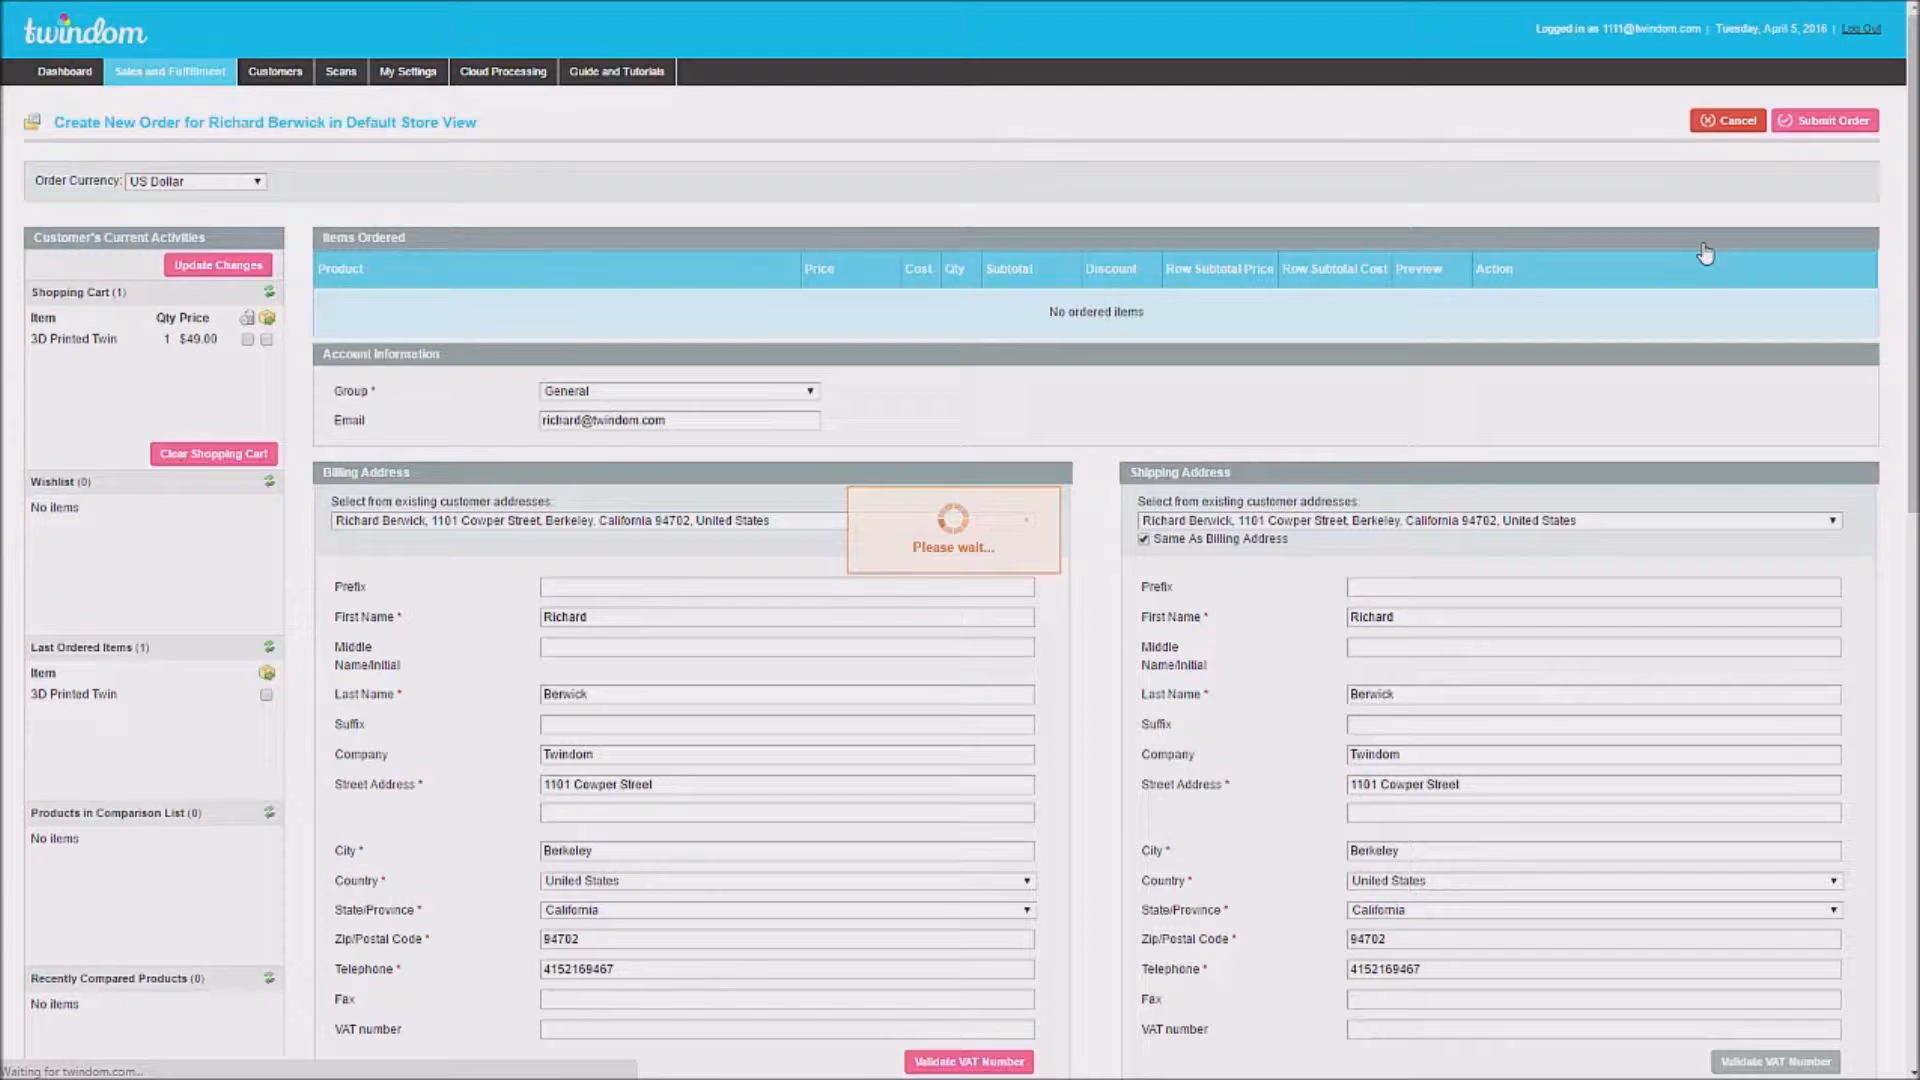 twindom
Logged in as 1111@twindom.com | Tuesday, April 5, 2016 | Log Out
Dashboard Sales and Fulfillment Customers Scans My Settings Cloud Processing Guide and Tutorials
Create New Order for Richard Berwick in Default Store View
Cancel Submit Order
Order Currency: US Dollar
Customer's Current Activities
Update Changes
Shopping Cart (1)
Item Qty Price
3D Printed Twin 1 $49.00
Clear Shopping Cart
Wishlist (0)
No items
Last Ordered Items (1)
Item
3D Printed Twin
Products in Comparison List (0)
No items
Recently Compared Products (0)
No items
Items Ordered
Product Price Cost Qty Subtotal Discount Row Subtotal Price Row Subtotal Cost Preview Action
No ordered items
Account Information
Group * General
Email richard@twindom.com
Billing Address
Select from existing customer addresses:
Richard Berwick, 1101 Cowper Street, Berkeley, California 94702, United States
Please wait...
Prefix
First Name * Richard
Middle
Name/Initial
Last Name * Berwick
Suffix
Company Twindom
Street Address * 1101 Cowper Street
City * Berkeley
Country * United States
State/Province * California
Zip/Postal Code * 94702
Telephone * 4152169467
Fax
VAT number
Validate VAT Number
Shipping Address
Select from existing customer addresses:
Richard Berwick, 1101 Cowper Street, Berkeley, California 94702, United States
Same As Billing Address
Prefix
First Name * Richard
Middle
Name/Initial
Last Name * Berwick
Suffix
Company Twindom
Street Address * 1101 Cowper Street
City * Berkeley
Country * United States
State/Province * California
Zip/Postal Code * 94702
Telephone * 4152169467
Fax
VAT number
Validate VAT Number
Waiting for twindom.com...